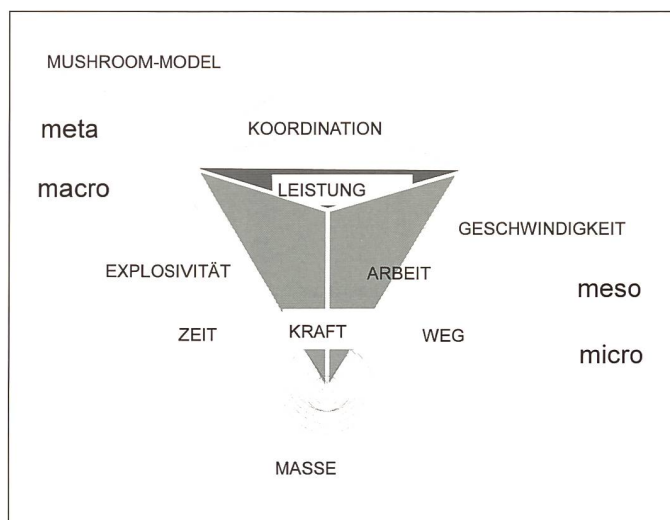 MUSHROOM-MODEL
meta
KOORDINATION
macro
LEISTUNG
GESCHWINDIGKEIT
EXPLOSIVITÄT
ARBEIT
meso
ZEIT
KRAFT
WEG
micro
MASSE